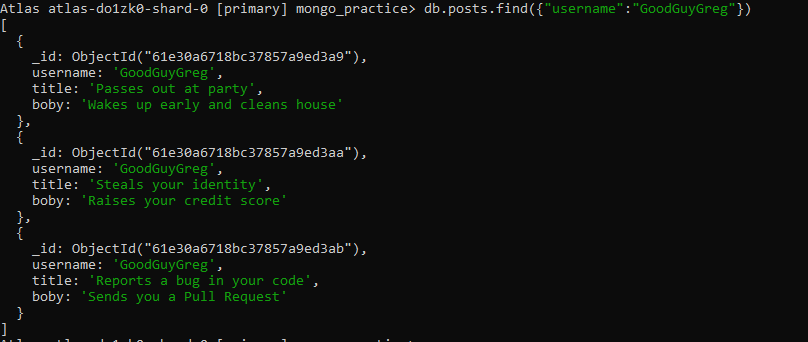 Atlas atlas-do1zk0-shard-0 [primary] mongo_practice> db.posts.find({"username":"GoodGuyGreg"})
[
  {
    _id: ObjectId("61e30a6718bc37857a9ed3a9"),
    username: 'GoodGuyGreg',
    title: 'Passes out at party',
    boby: 'Wakes up early and cleans house'
  },
  {
    _id: ObjectId("61e30a6718bc37857a9ed3aa"),
    username: 'GoodGuyGreg',
    title: 'Steals your identity',
    boby: 'Raises your credit score'
  },
  {
    _id: ObjectId("61e30a6718bc37857a9ed3ab"),
    username: 'GoodGuyGreg',
    title: 'Reports a bug in your code',
    boby: 'Sends you a Pull Request'
  }
]